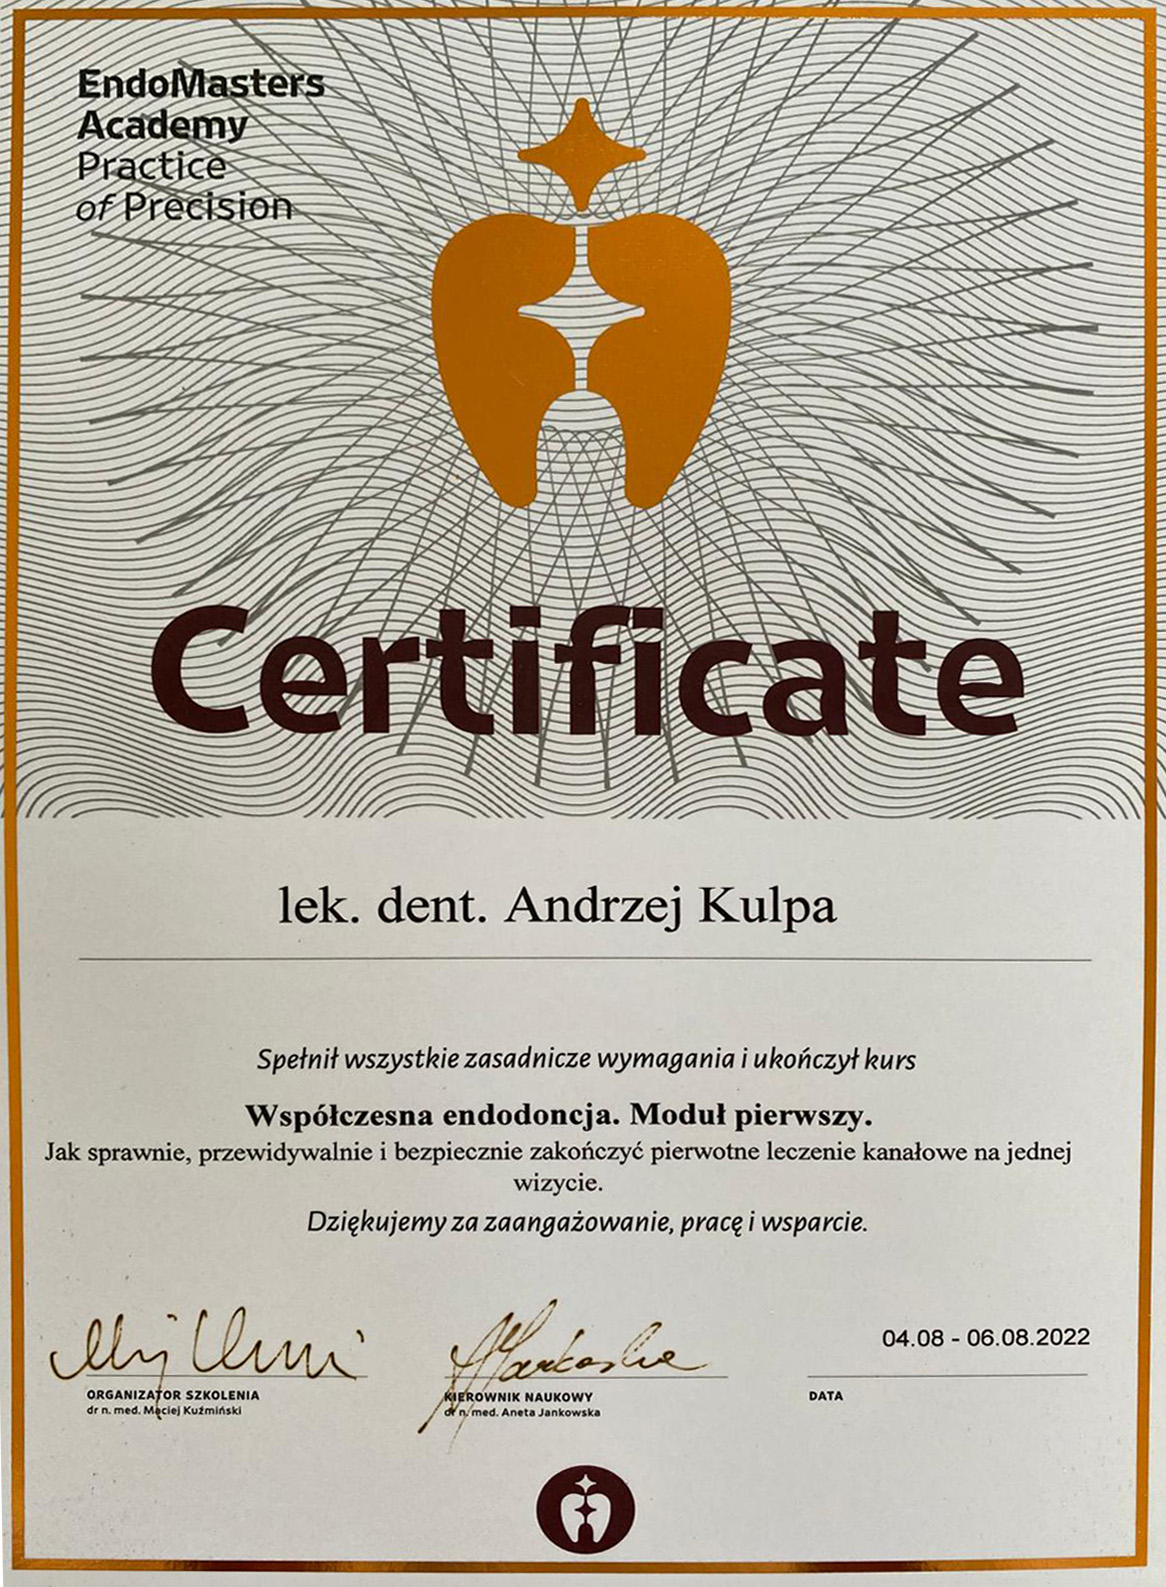 EndoMasters
Academy
Practice
of Precision
Certificate
lek. dent. Andrzej Kulpa
Spełnił wszystkie zasadnicze wymagania i ukończył kurs
Współczesna endodoncja. Moduł pierwszy.
Jak sprawnie, przewidywalnie i bezpiecznie zakończyć pierwotne leczenie kanałowe na jednej
wizycie.
Dziękujemy za zaangażowanie, pracę i wsparcie.
04.08 - 06.08.2022
ORGANIZATOR SZKOLENIA
dr n. med. Maciej Kuźmiński
KIEROWNIK NAUKOWY
dr n. med. Aneta Jankowska
DATA